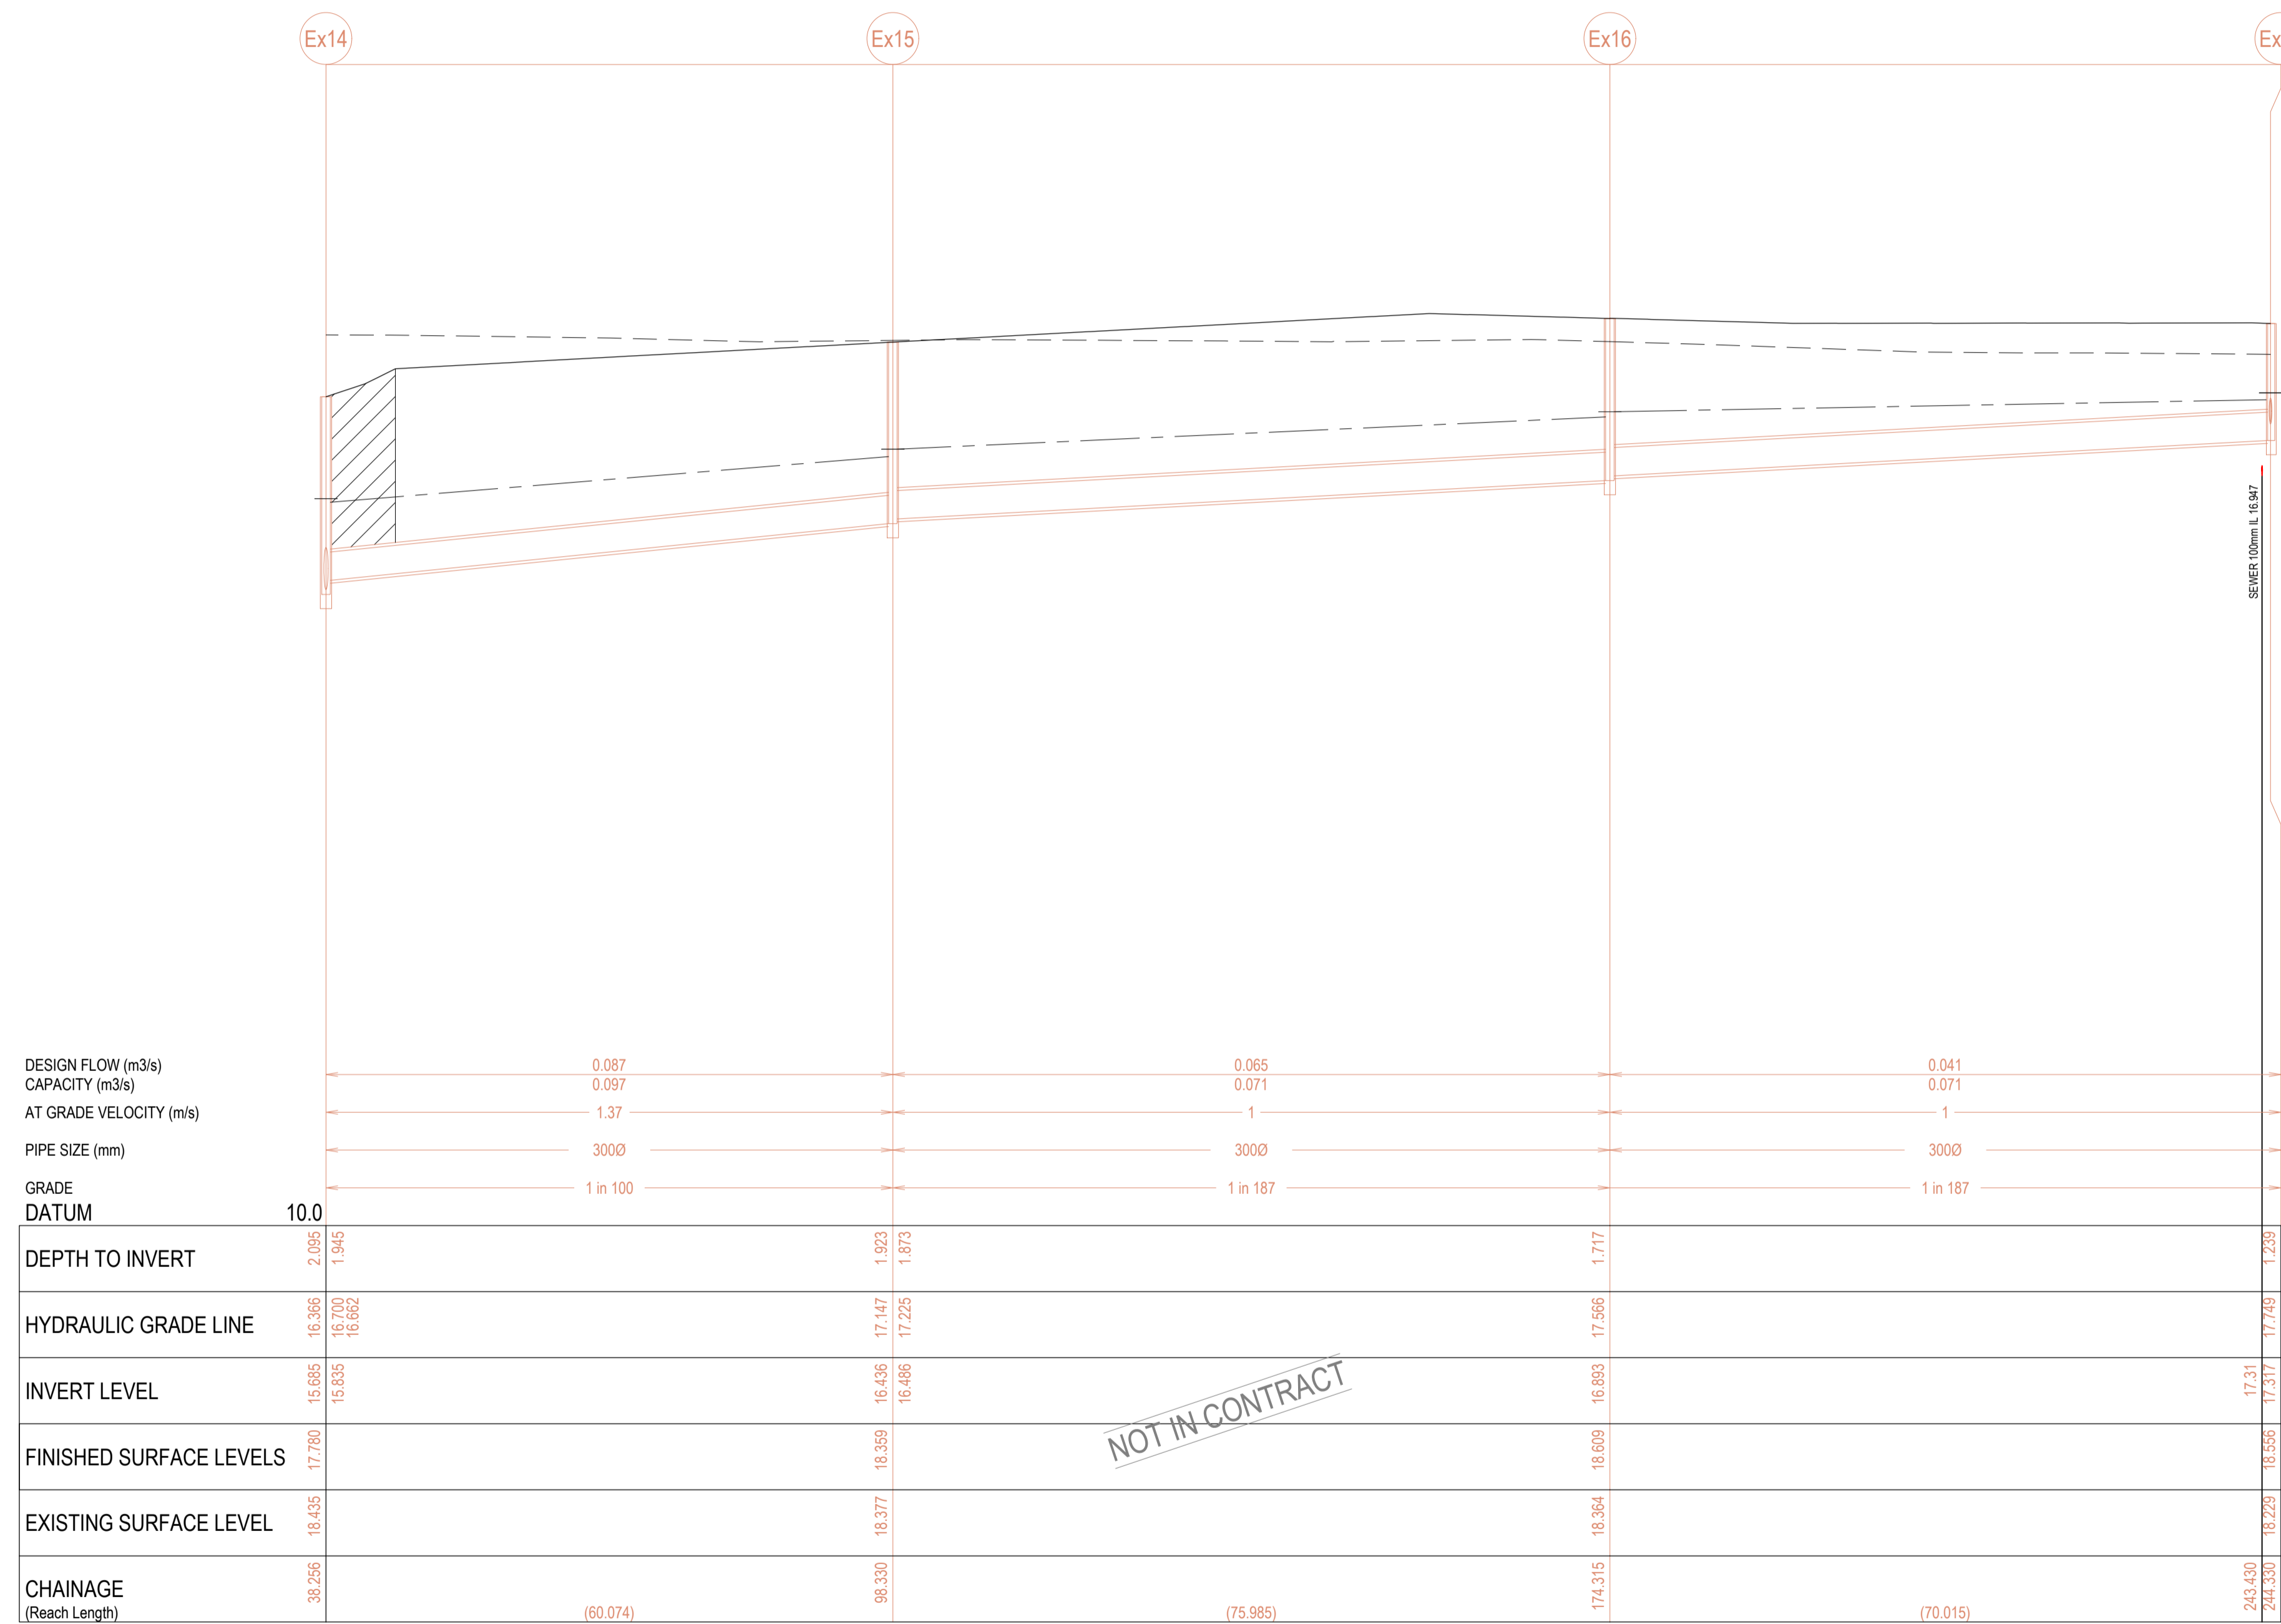 Ex14 Ex15 Ex16 Ex
SEWER 100mm IL 16.947
DESIGN FLOW (m3/s) 0.087 0.065 0.041
CAPACITY (m3/s) 0.097 0.071 0.071
AT GRADE VELOCITY (m/s) 1.37 1 1
PIPE SIZE (mm) 300Ø 300Ø 300Ø
GRADE 1 in 100 1 in 187 1 in 187
DATUM 10.0
DEPTH TO INVERT 2.095 1.945 1.923 1.873 1.717 1.239
HYDRAULIC GRADE LINE 16.366 16.700 16.662 17.147 17.225 17.566 17.749
INVERT LEVEL 15.685 15.835 16.436 16.486 16.893 17.31 17.317
NOT IN CONTRACT
FINISHED SURFACE LEVELS 17.780 18.359 18.609 18.556
EXISTING SURFACE LEVEL 18.435 18.377 18.364 18.229
CHAINAGE 38.256 98.330 174.315 243.430 244.330
(Reach Length) (60.074) (75.985) (70.015)